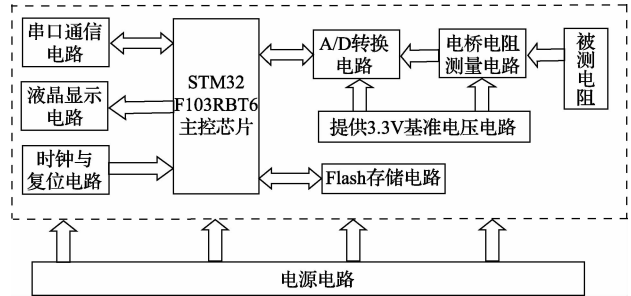 串口通信
电路
液晶显示
电路
时钟与
复位电路
STM32
F103RBT6
主控芯片
A/D转换
电路
电桥电阻
测量电路
被测电阻
提供3.3V基准电压电路
Flash存储电路
电源电路